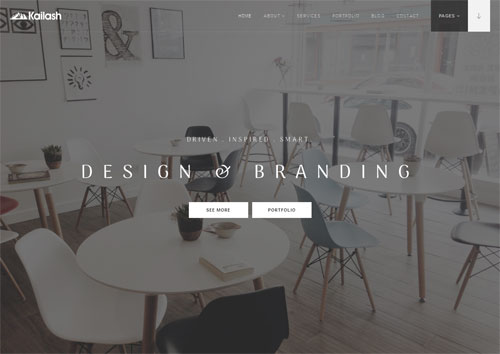 Kailash
HOME ABOUT SERVICES PORTFOLIO BLOG CONTACT PAGES
DRIVEN . INSPIRED . SMART
DESIGN & BRANDING
SEE MORE PORTFOLIO
&